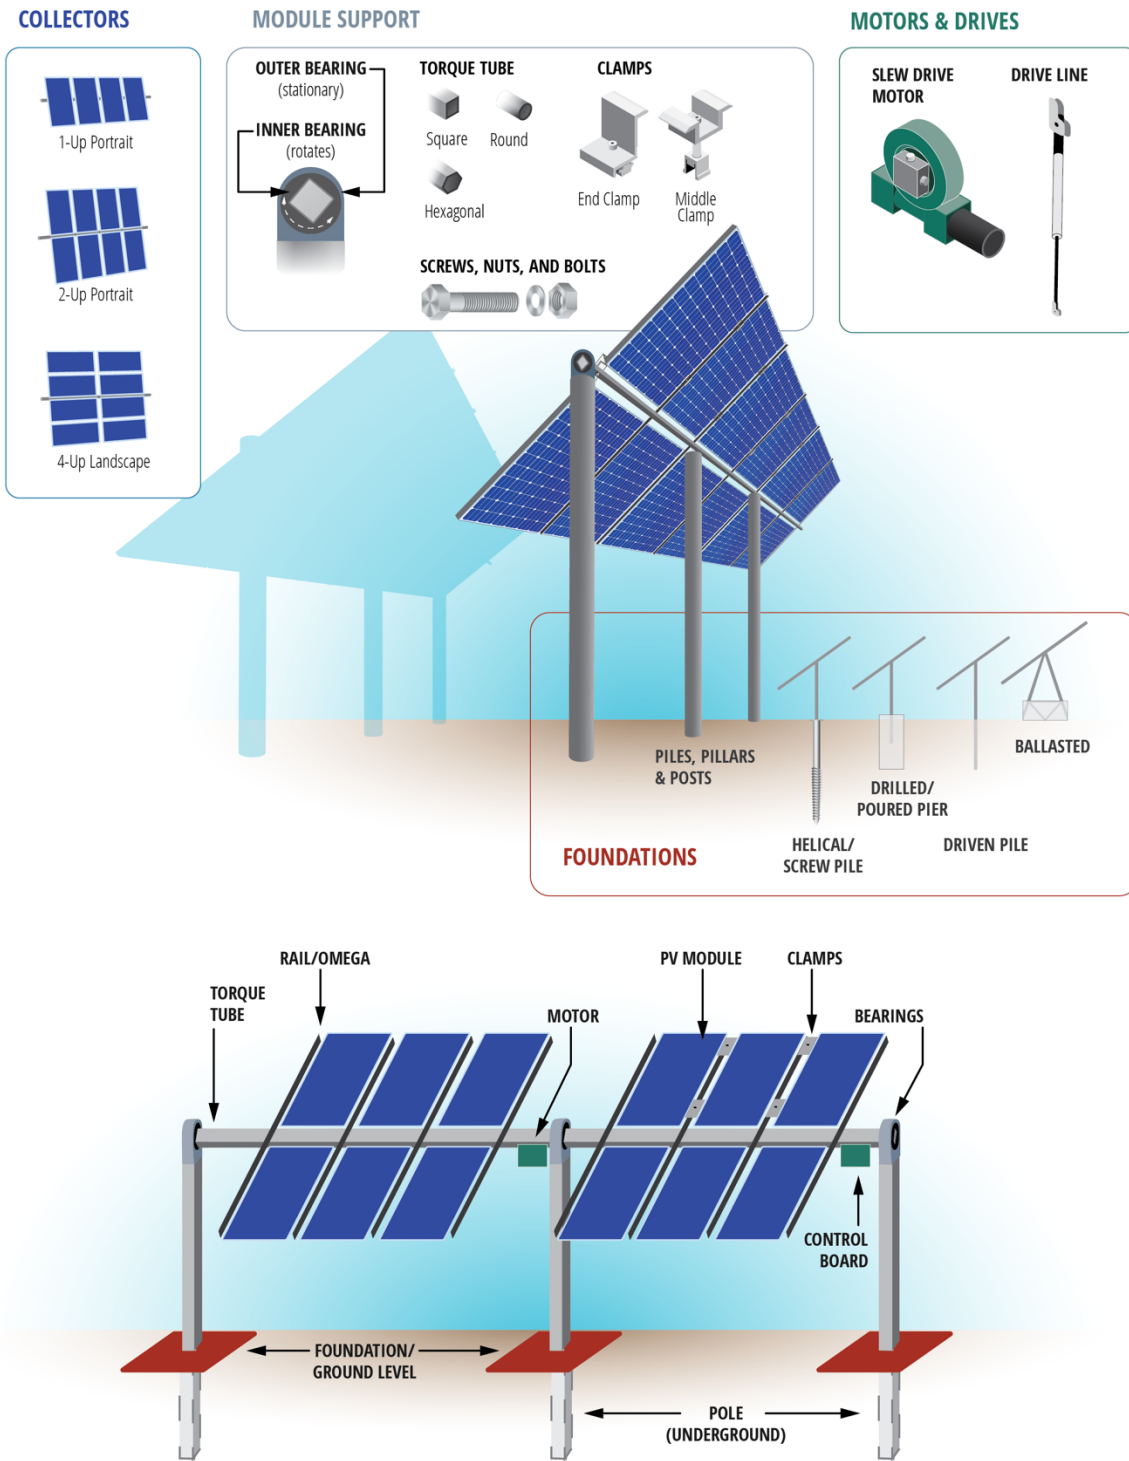 COLLECTORS
1-Up Portrait
2-Up Portrait
4-Up Landscape
MODULE SUPPORT
OUTER BEARING
(stationary)
INNER BEARING
(rotates)
TORQUE TUBE
Square
Round
Hexagonal
CLAMPS
End Clamp
Middle
Clamp
SCREWS, NUTS, AND BOLTS
MOTORS & DRIVES
SLEW DRIVE
MOTOR
DRIVE LINE
PILES, PILLARS
& POSTS
HELICAL/
SCREW PILE
DRILLED/
POURED PIER
DRIVEN PILE
BALLASTED
FOUNDATIONS
RAIL/OMEGA
TORQUE
TUBE
MOTOR
PV MODULE
CLAMPS
BEARINGS
CONTROL
BOARD
FOUNDATION/
GROUND LEVEL
POLE
(UNDERGROUND)